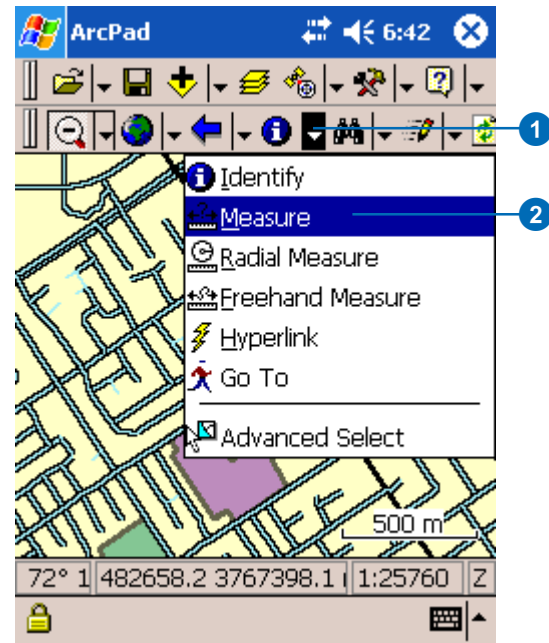 ArcPad 6:42
1
Identify
Measure 2
Radial Measure
Freehand Measure
Hyperlink
Go To
Advanced Select
500 m
72° 1 482658.2 3767398.1 1:25760 Z